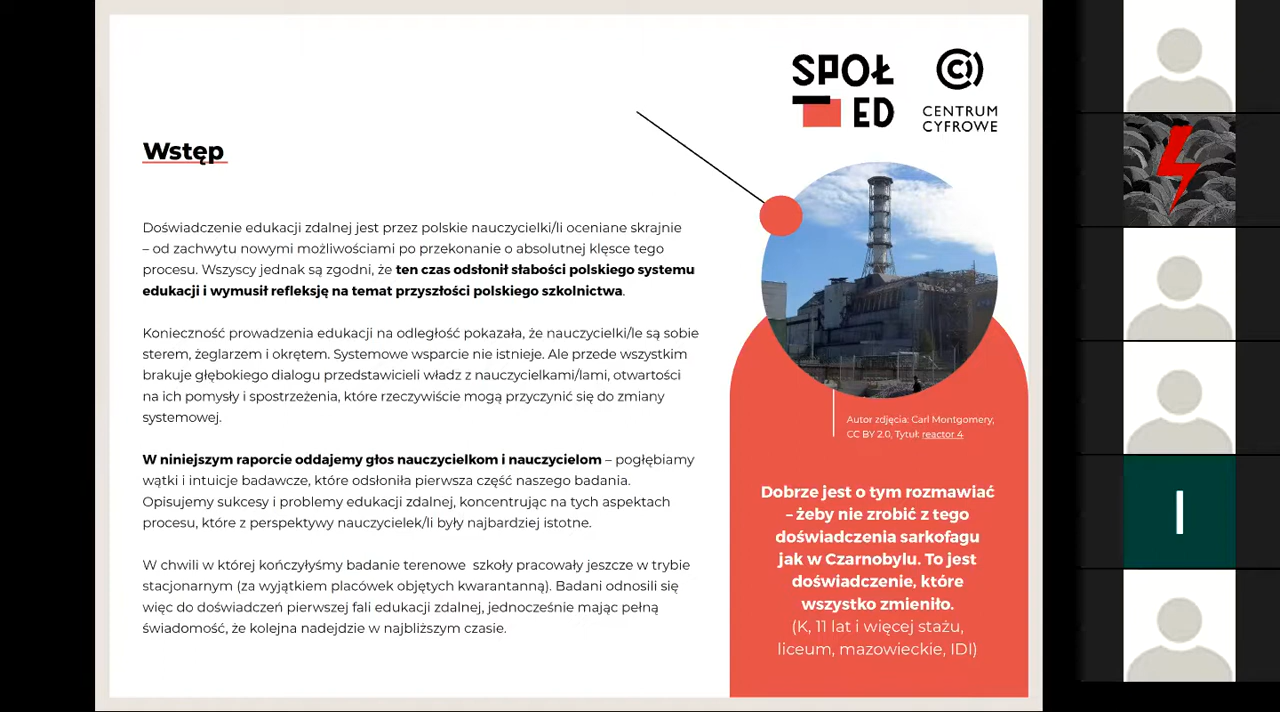 SPOŁ
ED
CENTRUM
CYFROWE
Wstęp
Doświadczenie edukacji zdalnej jest przez polskie nauczycielki/li oceniane skrajnie
– od zachwytu nowymi możliwościami po przekonanie o absolutnej klęsce tego
procesu. Wszyscy jednak są zgodni, że ten czas odsłonił słabości polskiego systemu
edukacji i wymusił refleksję na temat przyszłości polskiego szkolnictwa.
Konieczność prowadzenia edukacji na odległość pokazała, że nauczycielki/le są sobie
sterem, żeglarzem i okrętem. Systemowe wsparcie nie istnieje. Ale przede wszystkim
brakuje głębokiego dialogu przedstawicieli władz z nauczycielkami/lami, otwartości
na ich pomysły i spostrzeżenia, które rzeczywiście mogą przyczynić się do zmiany
systemowej.
W niniejszym raporcie oddajemy głos nauczycielkom i nauczycielom – pogłębiamy
wątki i intuicje badawcze, które odsłoniła pierwsza część naszego badania.
Opisujemy sukcesy i problemy edukacji zdalnej, koncentrując na tych aspektach
procesu, które z perspektywy nauczycielek/li były najbardziej istotne.
W chwili w której kończyłyśmy badanie terenowe szkoły pracowały jeszcze w trybie
stacjonarnym (za wyjątkiem placówek objętych kwarantanną). Badani odnosili się
więc do doświadczeń pierwszej fali edukacji zdalnej, jednocześnie mając pełną
świadomość, że kolejna nadejdzie w najbliższym czasie.
Autor zdjęcia: Carl Montgomery,
CC BY 2.0, Tytuł: reactor 4
Dobrze jest o tym rozmawiać
– żeby nie zrobić z tego
doświadczenia sarkofagu
jak w Czarnobylu. To jest
doświadczenie, które
wszystko zmieniło.
(K, 11 lat i więcej stażu,
liceum, mazowieckie, IDI)
I